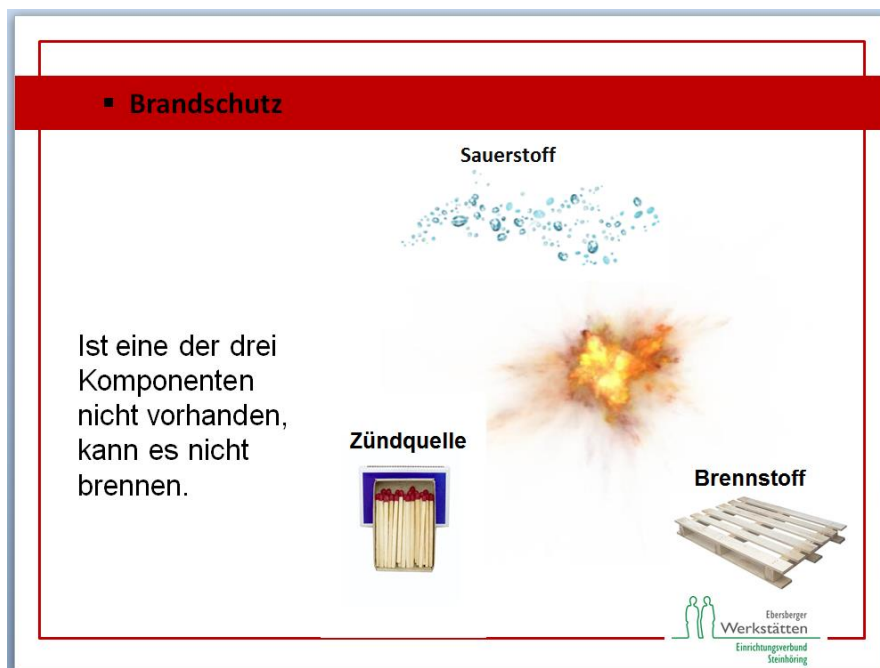 ▪ Brandschutz
Sauerstoff
Ist eine der drei
Komponenten
nicht vorhanden,
kann es nicht
brennen.
Zündquelle
Brennstoff
Ebersberger
Werkstätten
Einrichtungsverbund
Steinhöring